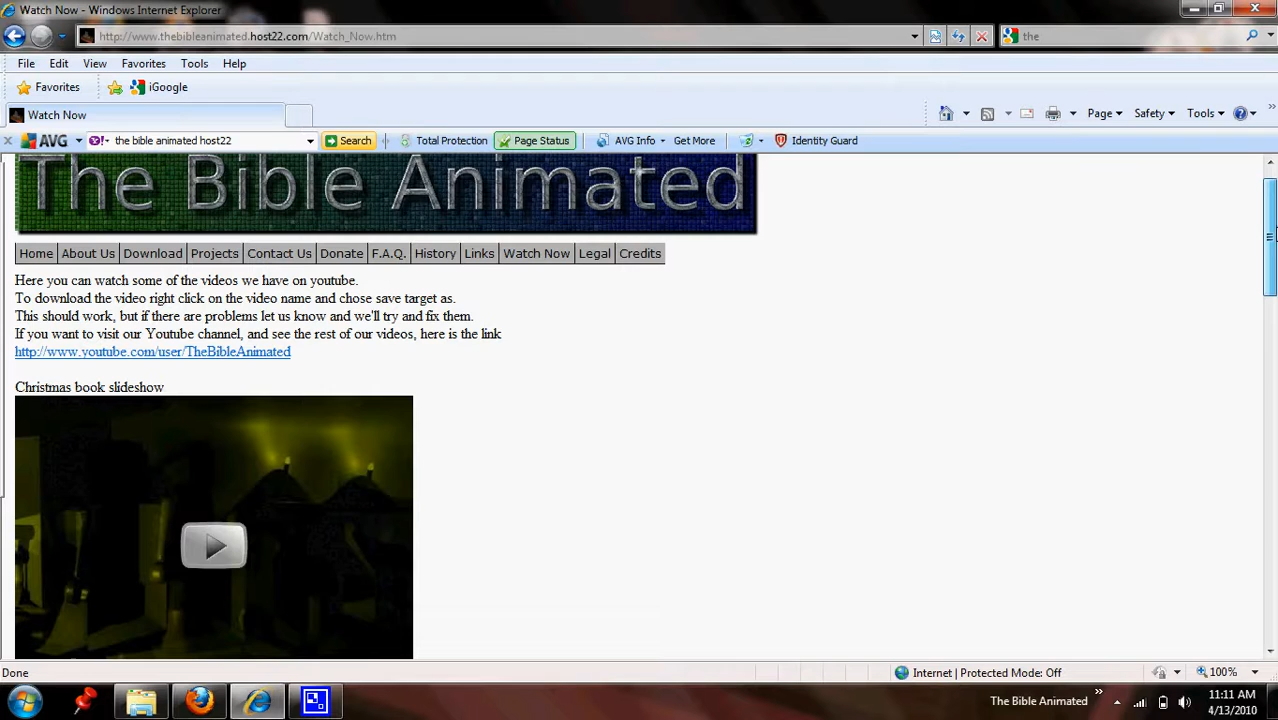 Watch Now - Windows Internet Explorer
http://www.thebibleanimated.host22.com/Watch_Now.htm
the
File Edit View Favorites Tools Help
Favorites iGoogle
Watch Now
Page Safety Tools
AVG the bible animated host22 Search Total Protection Page Status AVG Info Get More Identity Guard
The Bible Animated
Home About Us Download Projects Contact Us Donate F.A.Q. History Links Watch Now Legal Credits
Here you can watch some of the videos we have on youtube.
To download the video right click on the video name and chose save target as.
This should work, but if there are problems let us know and we'll try and fix them.
If you want to visit our Youtube channel, and see the rest of our videos, here is the link
http://www.youtube.com/user/TheBibleAnimated
Christmas book slideshow
Done
Internet | Protected Mode: Off
100%
The Bible Animated
11:11 AM
4/13/2010